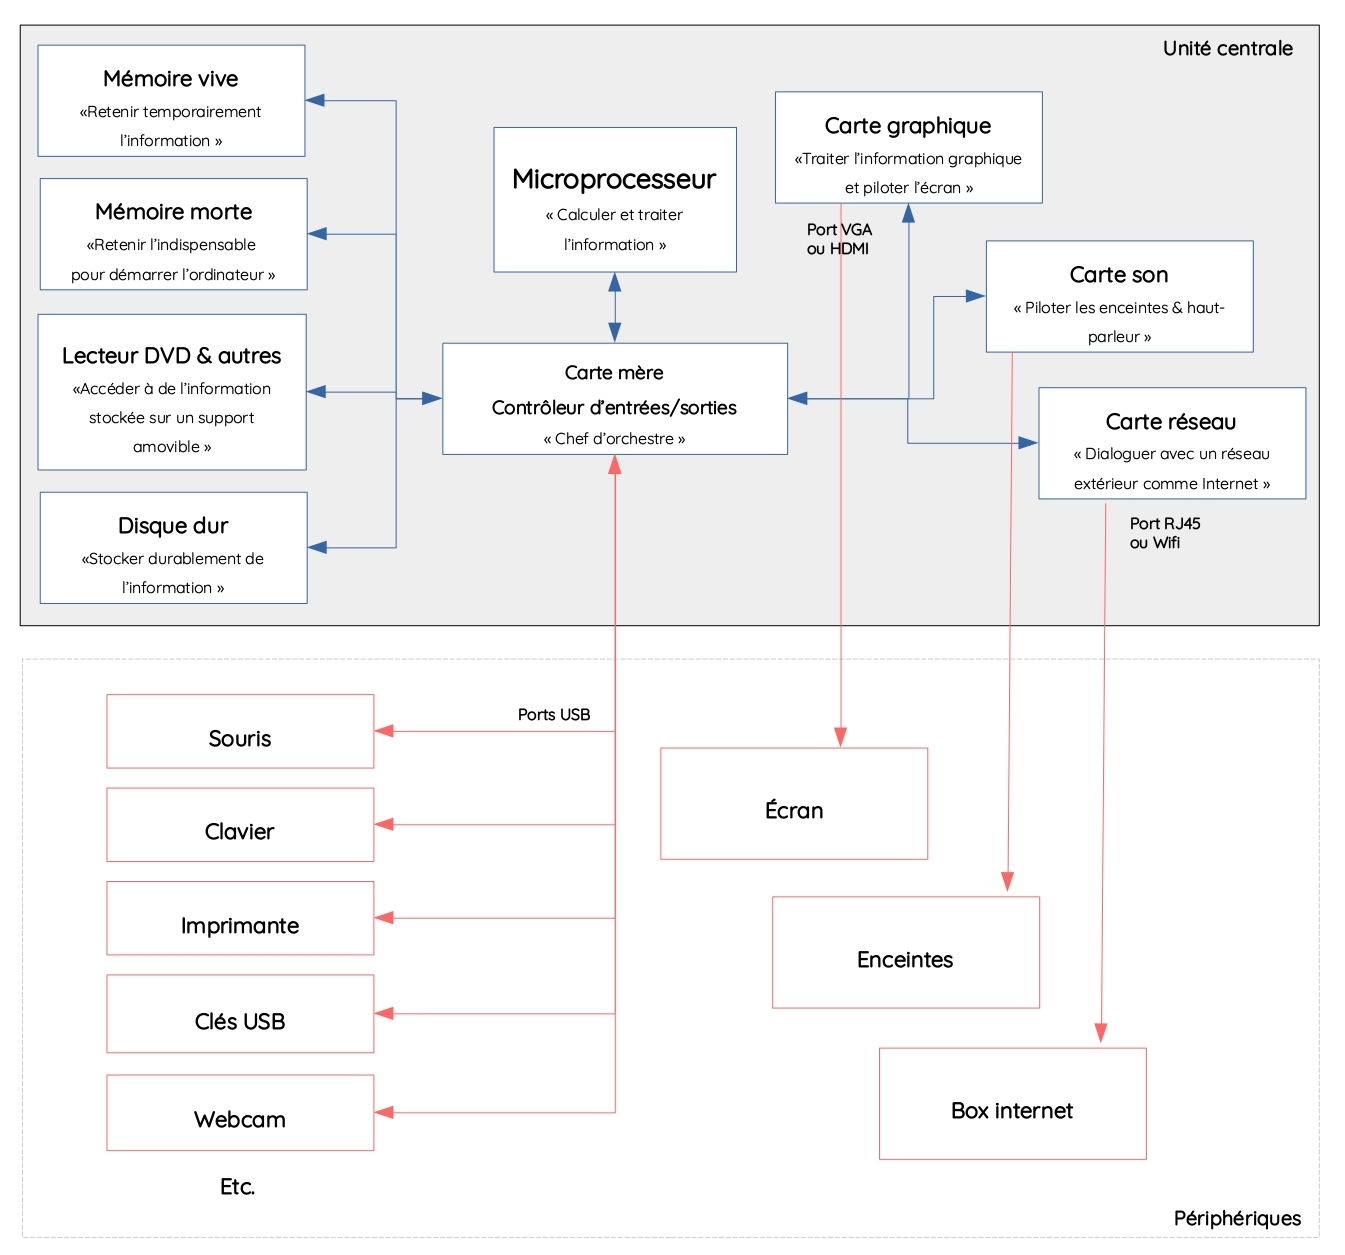 Unité centrale
Mémoire vive
«Retenir temporairement
l'information »
Mémoire morte
«Retenir l'indispensable
pour démarrer l'ordinateur »
Lecteur DVD & autres
«Accéder à de l'information
stockée sur un support
amovible »
Disque dur
«Stocker durablement de
l'information »
Microprocesseur
« Calculer et traiter
l'information »
Carte mère
Contrôleur d'entrées/sorties
« Chef d'orchestre »
Carte graphique
«Traiter l'information graphique
et piloter l'écran »
Port VGA
ou HDMI
Carte son
« Piloter les enceintes & haut-
parleur »
Carte réseau
« Dialoguer avec un réseau
extérieur comme Internet »
Port RJ45
ou Wifi
Ports USB
Souris
Clavier
Imprimante
Clés USB
Webcam
Etc.
Écran
Enceintes
Box internet
Périphériques